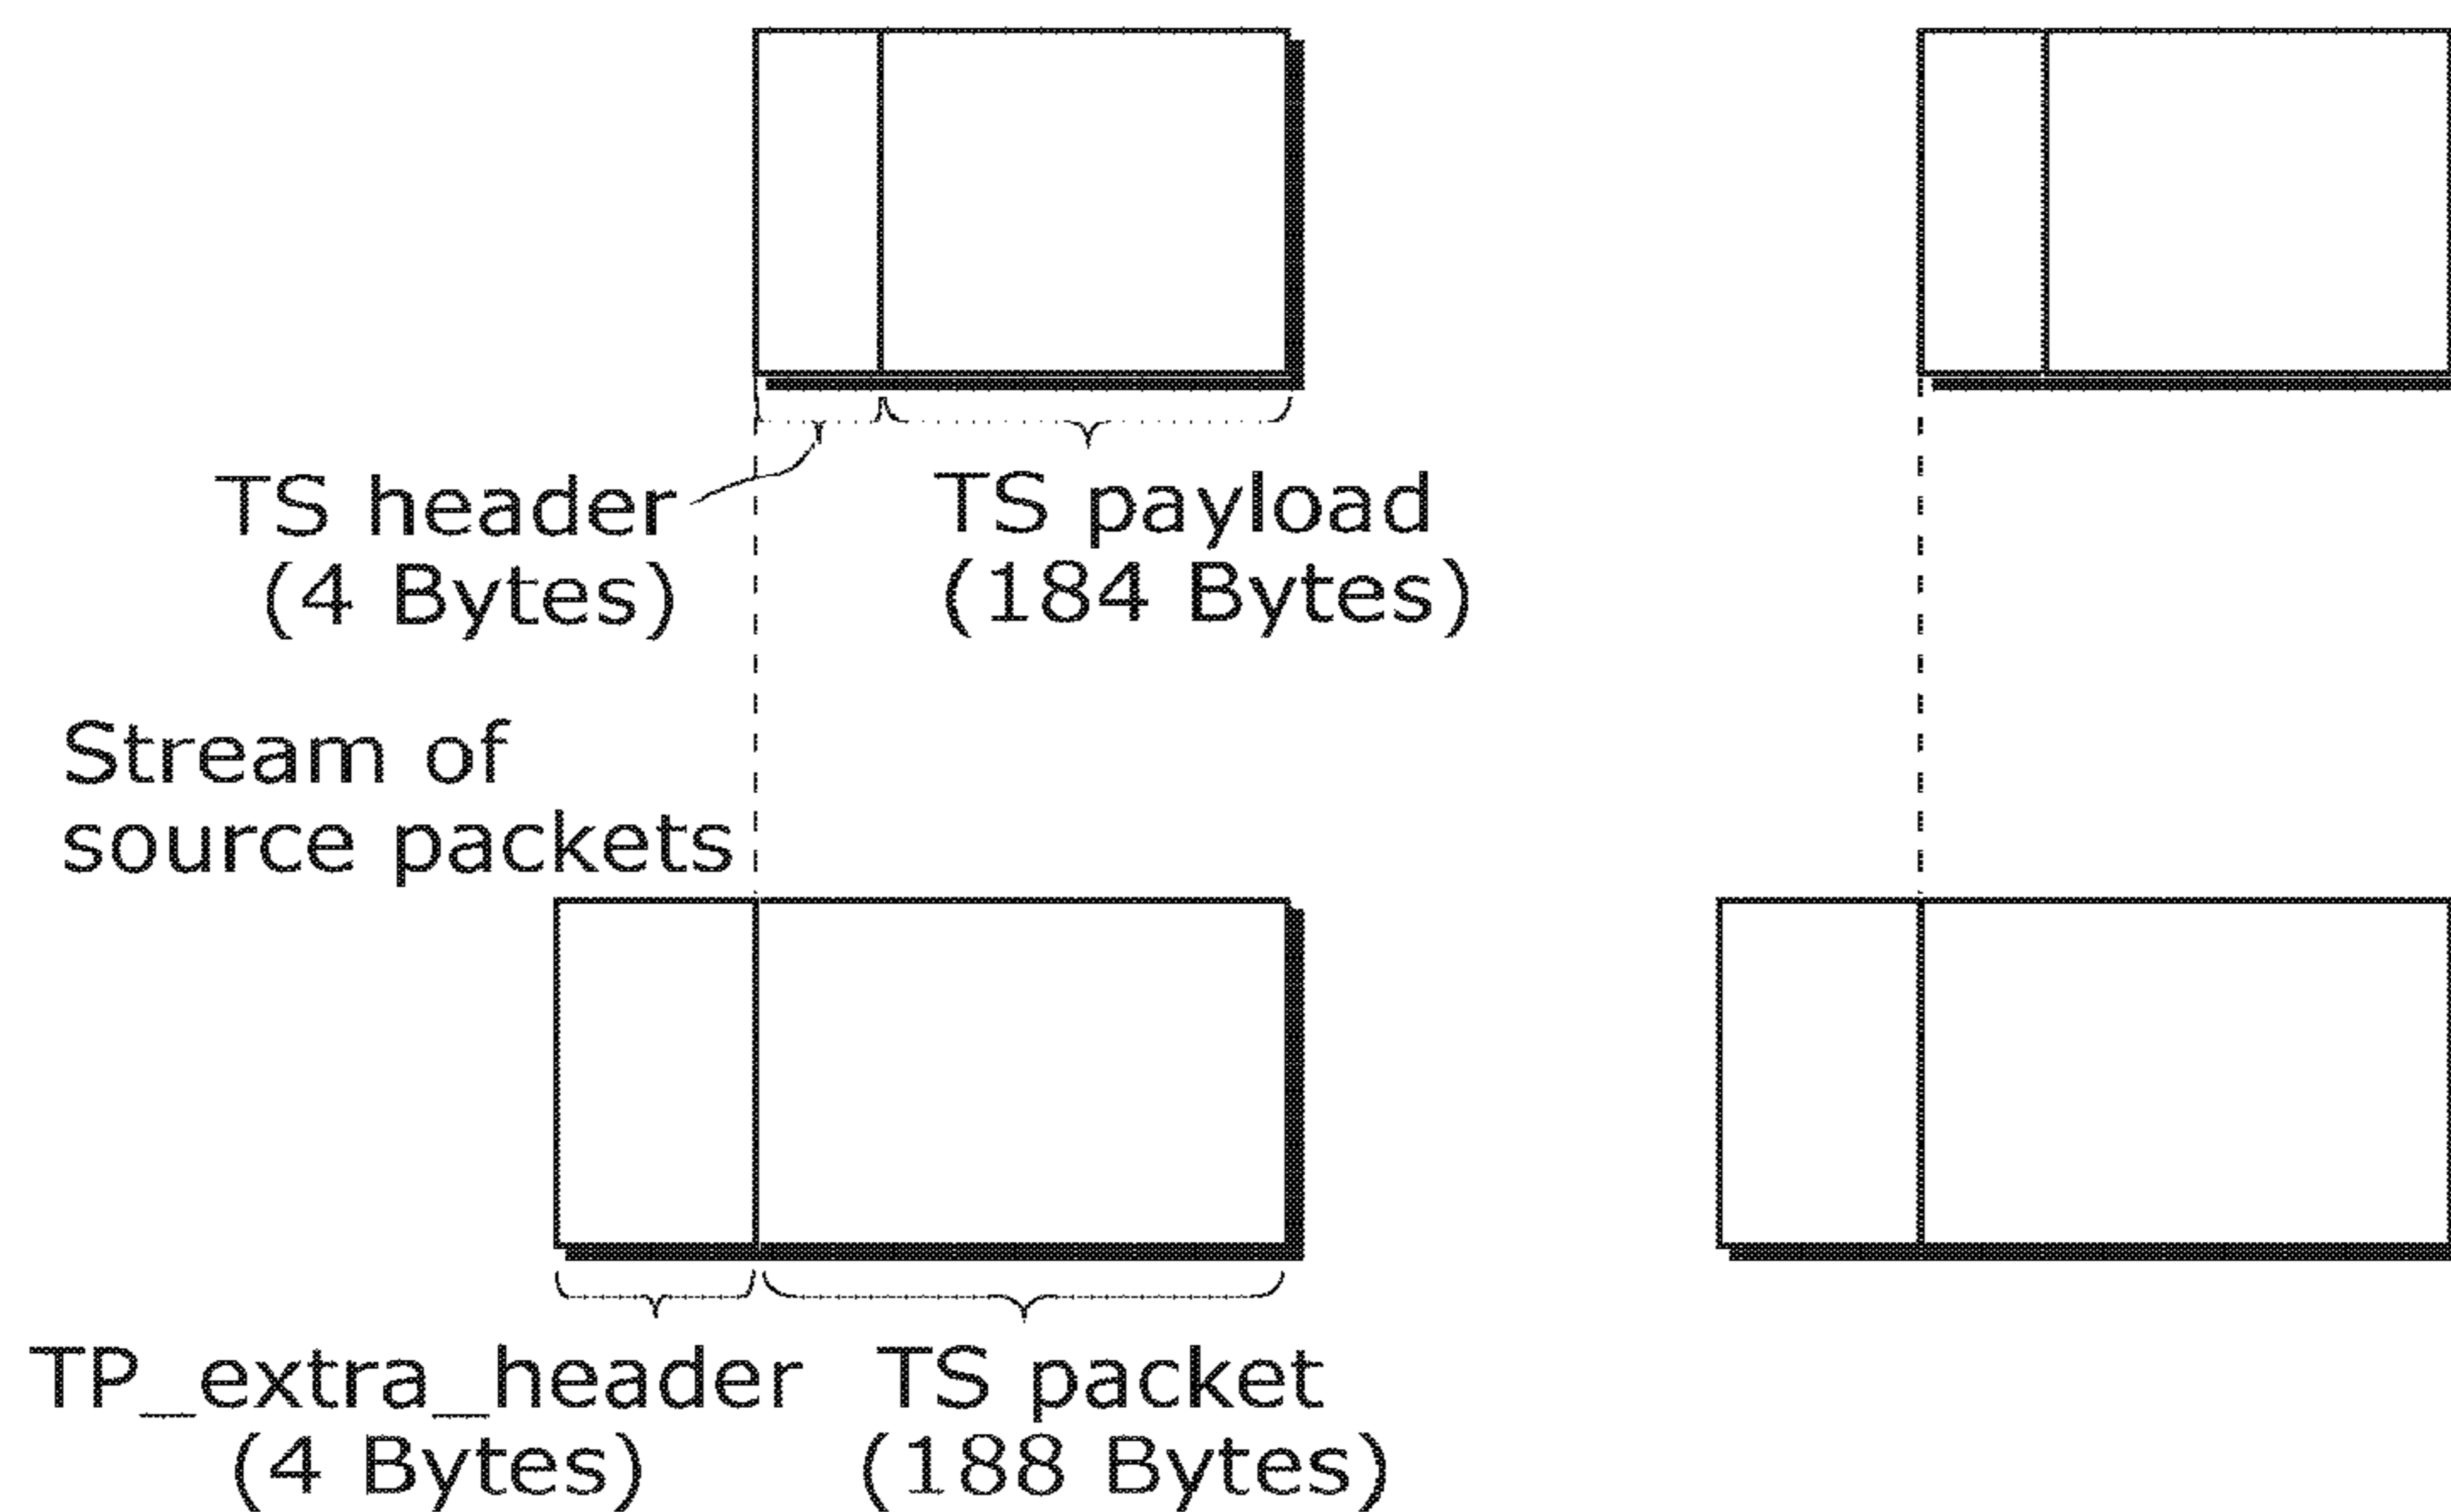 TS header
(4 Bytes)
TS payload
(184 Bytes)
Stream of
source packets
TP_extra_header
(4 Bytes)
TS packet
(188 Bytes)